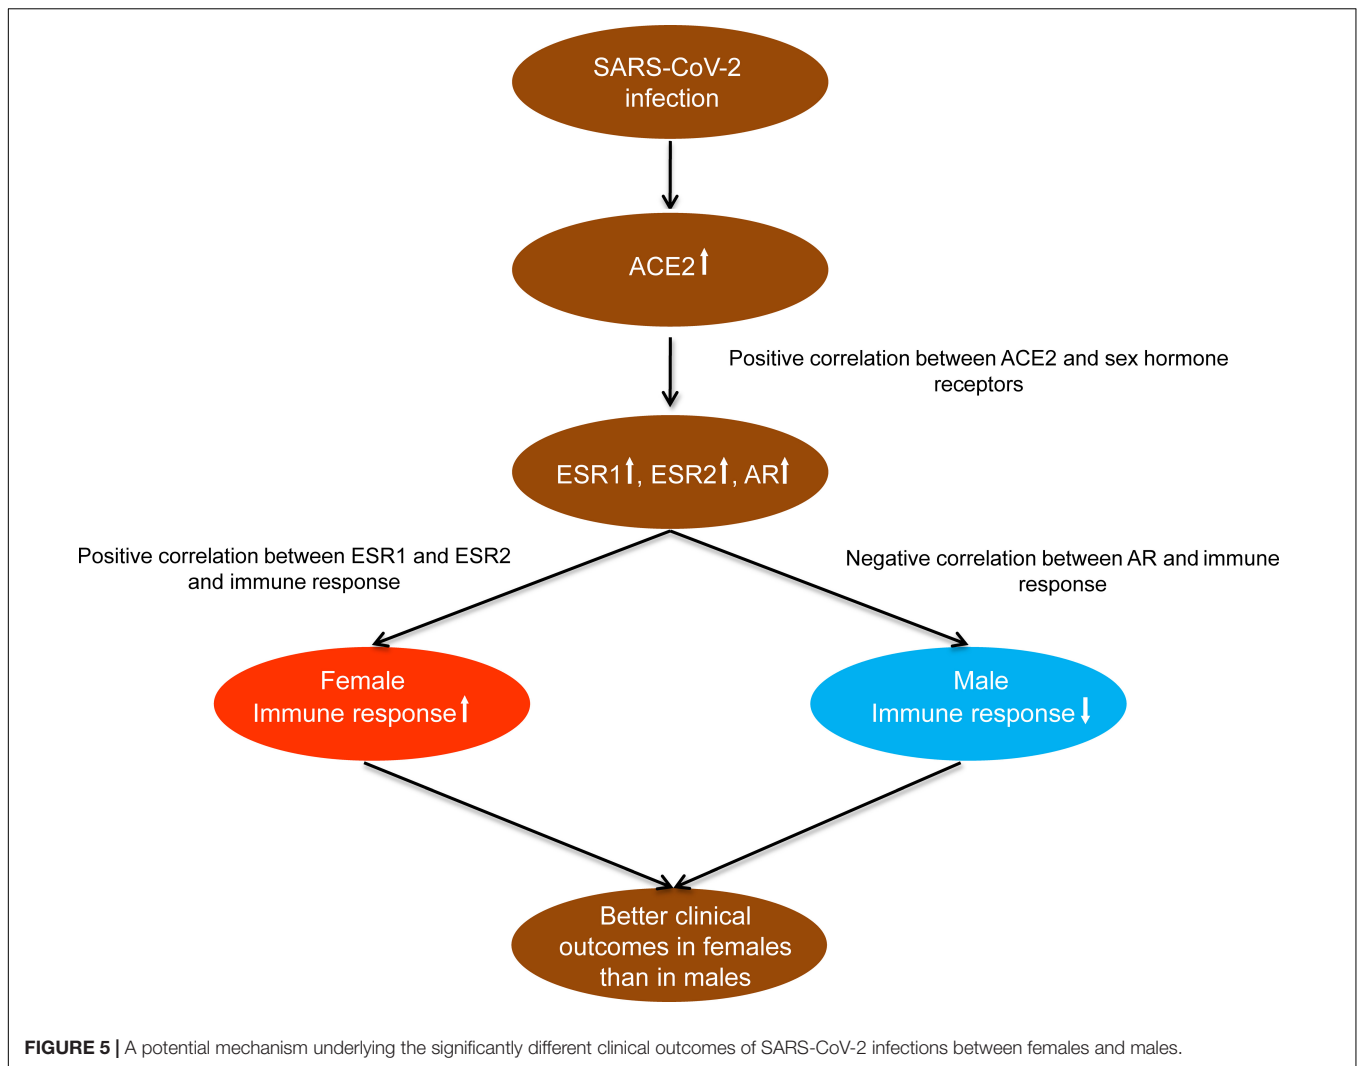 SARS-CoV-2
infection
ACE2↑
Positive correlation between ACE2 and sex hormone
receptors
ESR1↑, ESR2↑, AR↑
Positive correlation between ESR1 and ESR2
and immune response
Negative correlation between AR and immune
response
Female
Immune response↑
Male
Immune response↓
Better clinical
outcomes in females
than in males
FIGURE 5 | A potential mechanism underlying the significantly different clinical outcomes of SARS-CoV-2 infections between females and males.